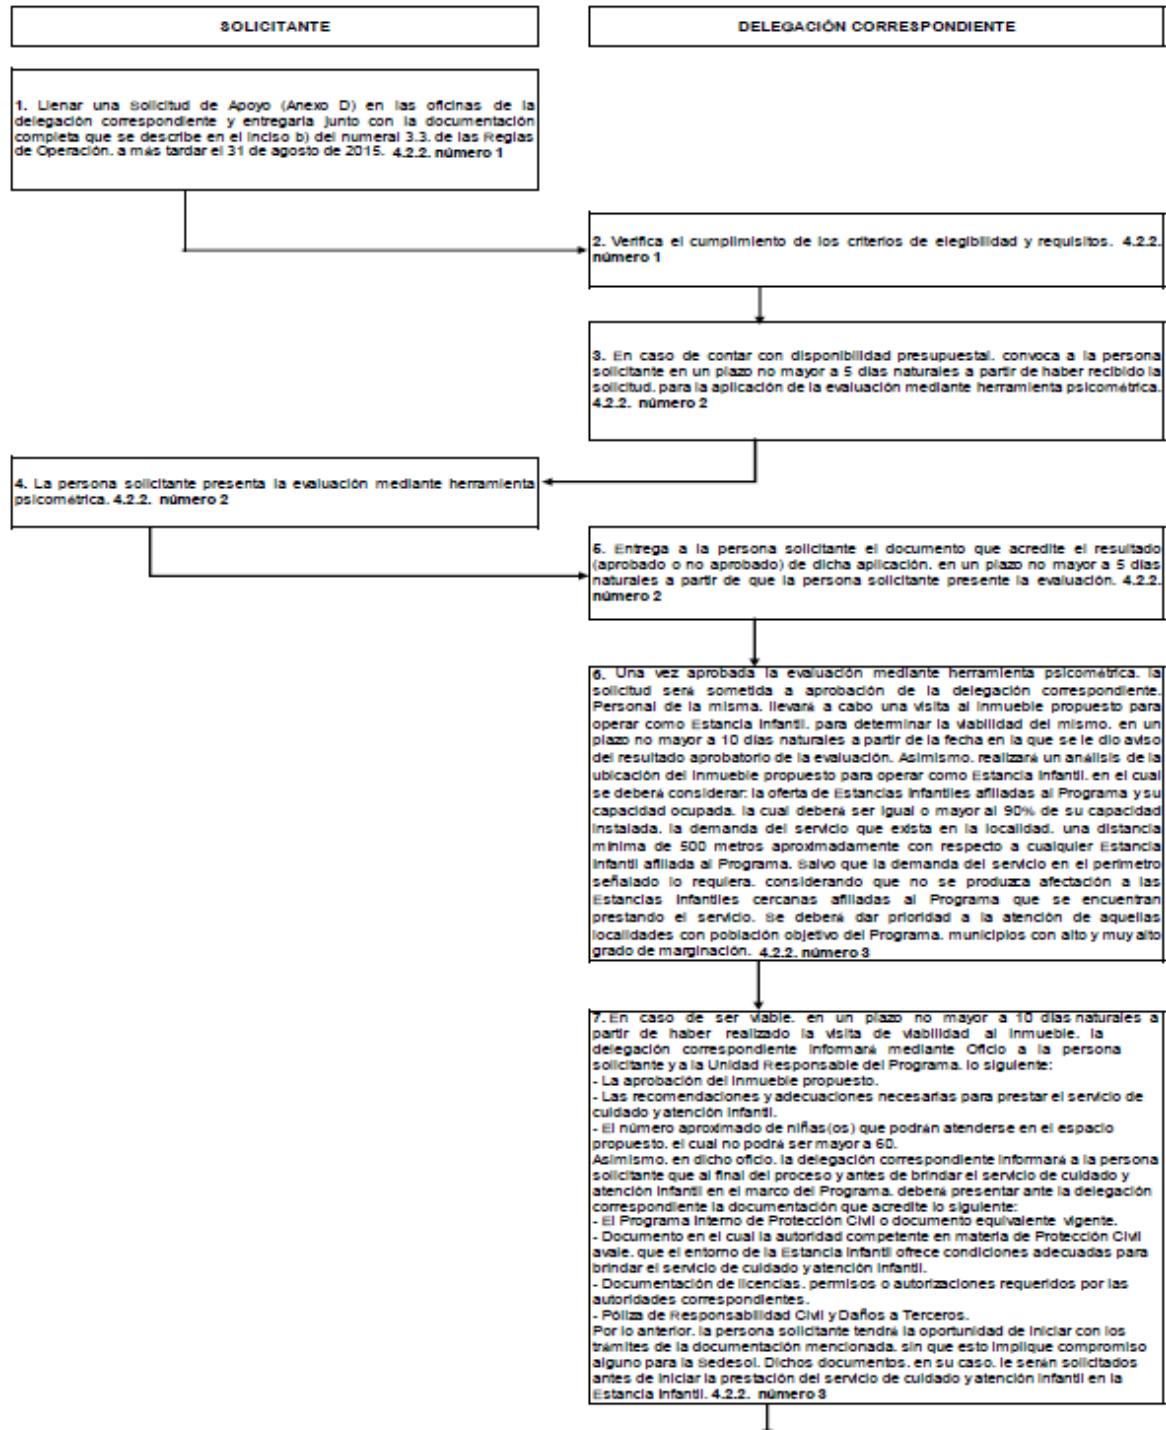 SOLICITANTE
DELEGACIÓN CORRESPONDIENTE
1. Llenar una Solicitud de Apoyo (Anexo D) en las oficinas de la
delegación correspondiente y entregarla junto con la documentación
completa que se describe en el inciso b) del numeral 3.3. de las Reglas
de Operación. a más tardar el 31 de agosto de 2015. 4.2.2. número 1
2. Verifica el cumplimiento de los criterios de elegibilidad y requisitos. 4.2.2.
número 1
3. En caso de contar con disponibilidad presupuestal. convoca a la persona
solicitante en un plazo no mayor a 5 días naturales a partir de haber recibido la
solicitud. para la aplicación de la evaluación mediante herramienta psicométrica.
4.2.2. número 2
4. La persona solicitante presenta la evaluación mediante herramienta
psicométrica. 4.2.2. número 2
5. Entrega a la persona solicitante el documento que acredite el resultado
(aprobado o no aprobado) de dicha aplicación. en un plazo no mayor a 5 días
naturales a partir de que la persona solicitante presente la evaluación. 4.2.2.
número 2
6. Una vez aprobada la evaluación mediante herramienta psicométrica. la
solicitud será sometida a aprobación de la delegación correspondiente.
Personal de la misma. llevará a cabo una visita al inmueble propuesto para
operar como Estancia Infantil. para determinar la viabilidad del mismo. en un
plazo no mayor a 10 días naturales a partir de la fecha en la que se le dio aviso
del resultado aprobatorio de la evaluación. Asimismo. realizará un análisis de la
ubicación del inmueble propuesto para operar como Estancia Infantil. en el cual
se deberá considerar: la oferta de Estancias Infantiles afiliadas al Programa y su
capacidad ocupada. la cual deberá ser igual o mayor al 90% de su capacidad
instalada. la demanda del servicio que exista en la localidad. una distancia
mínima de 500 metros aproximadamente con respecto a cualquier Estancia
Infantil afiliada al Programa. Salvo que la demanda del servicio en el perímetro
señalado lo requiera. considerando que no se produzca afectación a las
Estancias Infantiles cercanas afiliadas al Programa que se encuentran
prestando el servicio. Se deberá dar prioridad a la atención de aquellas
localidades con población objetivo del Programa. municipios con alto y muy alto
grado de marginación. 4.2.2. número 3
7. En caso de ser viable. en un plazo no mayor a 10 días naturales a
partir de haber realizado la visita de viabilidad al inmueble. la
delegación correspondiente informará mediante Oficio a la persona
solicitante y a la Unidad Responsable del Programa. lo siguiente:
- La aprobación del inmueble propuesto.
- Las recomendaciones y adecuaciones necesarias para prestar el servicio de
cuidado y atención infantil.
- El número aproximado de niñas(os) que podrán atenderse en el espacio
propuesto. el cual no podrá ser mayor a 60.
Asimismo. en dicho oficio. la delegación correspondiente informará a la persona
solicitante que al final del proceso y antes de brindar el servicio de cuidado y
atención infantil en el marco del Programa. deberá presentar ante la delegación
correspondiente la documentación que acredite lo siguiente:
- El Programa Interno de Protección Civil o documento equivalente vigente.
- Documento en el cual la autoridad competente en materia de Protección Civil
avale. que el entorno de la Estancia Infantil ofrece condiciones adecuadas para
brindar el servicio de cuidado y atención infantil.
- Documentación de licencias. permisos o autorizaciones requeridos por las
autoridades correspondientes.
- Póliza de Responsabilidad Civil y Daños a Terceros.
Por lo anterior. la persona solicitante tendrá la oportunidad de iniciar con los
trámites de la documentación mencionada. sin que esto implique compromiso
alguno para la Sedesol. Dichos documentos. en su caso. le serán solicitados
antes de iniciar la prestación del servicio de cuidado y atención infantil en la
Estancia Infantil. 4.2.2. número 3